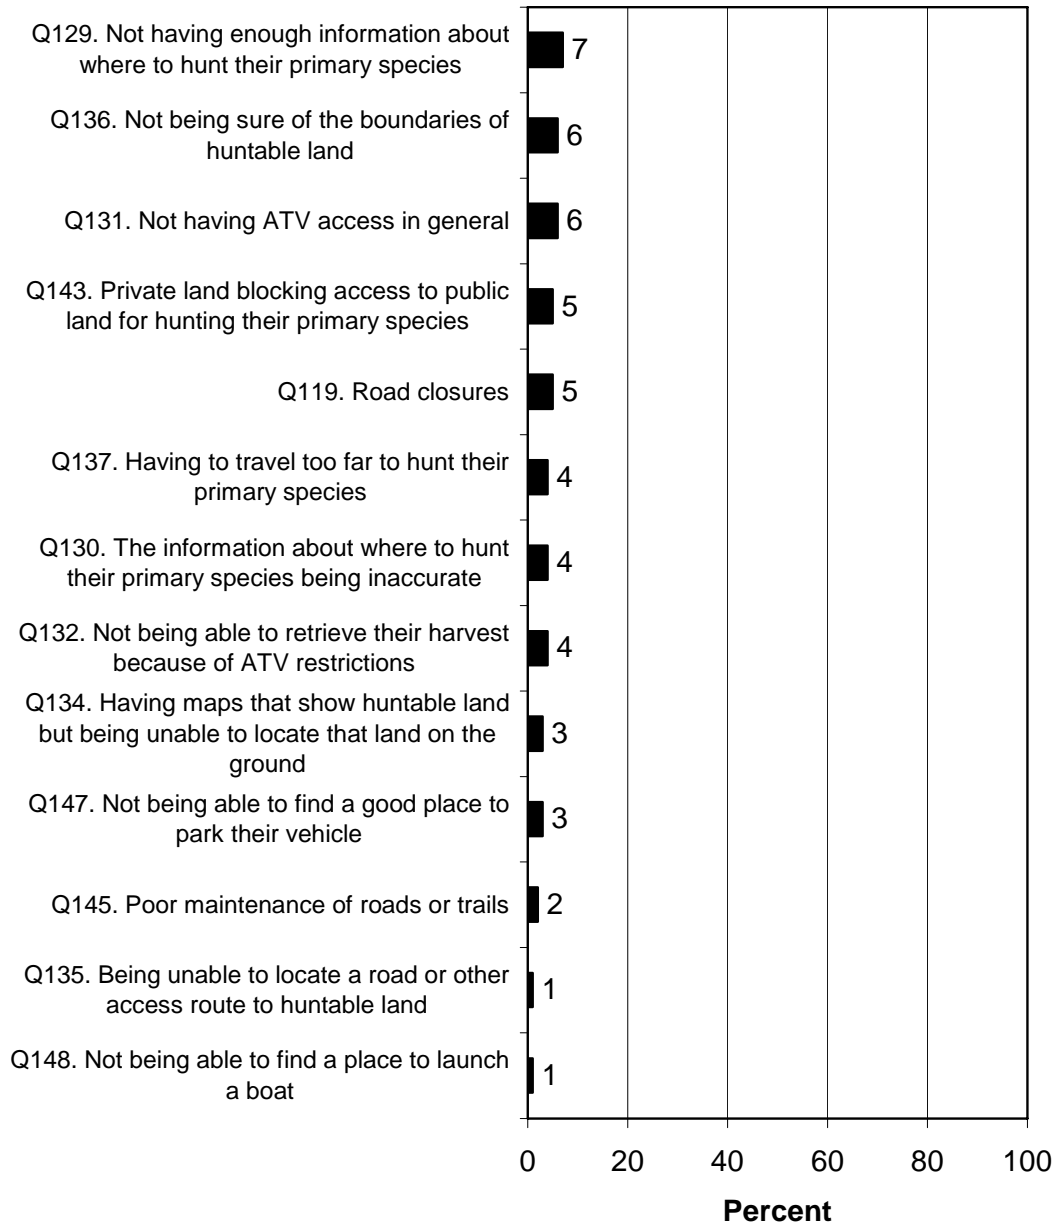 Q129. Not having enough information about
where to hunt their primary species
7
Q136. Not being sure of the boundaries of
huntable land
6
Q131. Not having ATV access in general
6
Q143. Private land blocking access to public
land for hunting their primary species
5
Q119. Road closures
5
Q137. Having to travel too far to hunt their
primary species
4
Q130. The information about where to hunt
their primary species being inaccurate
4
Q132. Not being able to retrieve their harvest
because of ATV restrictions
4
Q134. Having maps that show huntable land
but being unable to locate that land on the
ground
3
Q147. Not being able to find a good place to
park their vehicle
3
Q145. Poor maintenance of roads or trails
2
Q135. Being unable to locate a road or other
access route to huntable land
1
Q148. Not being able to find a place to launch
a boat
1
0 20 40 60 80 100
Percent